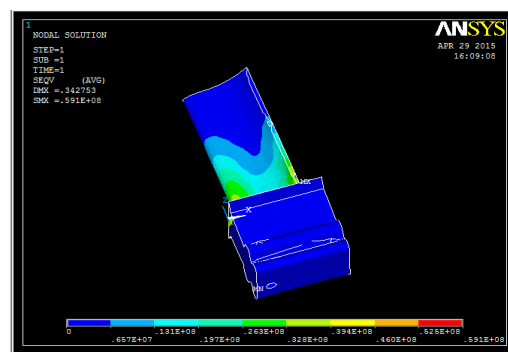 1
NODAL SOLUTION
ANSYS
STEP=1
SUB =1
TIME=1
SEQV (AVG)
DMX =.342753
SMX =.591E+08
APR 29 2015
16:09:08
MX
X
MN
0 .131E+08 .263E+08 .394E+08 .525E+08
.657E+07 .197E+08 .328E+08 .460E+08 .591E+08